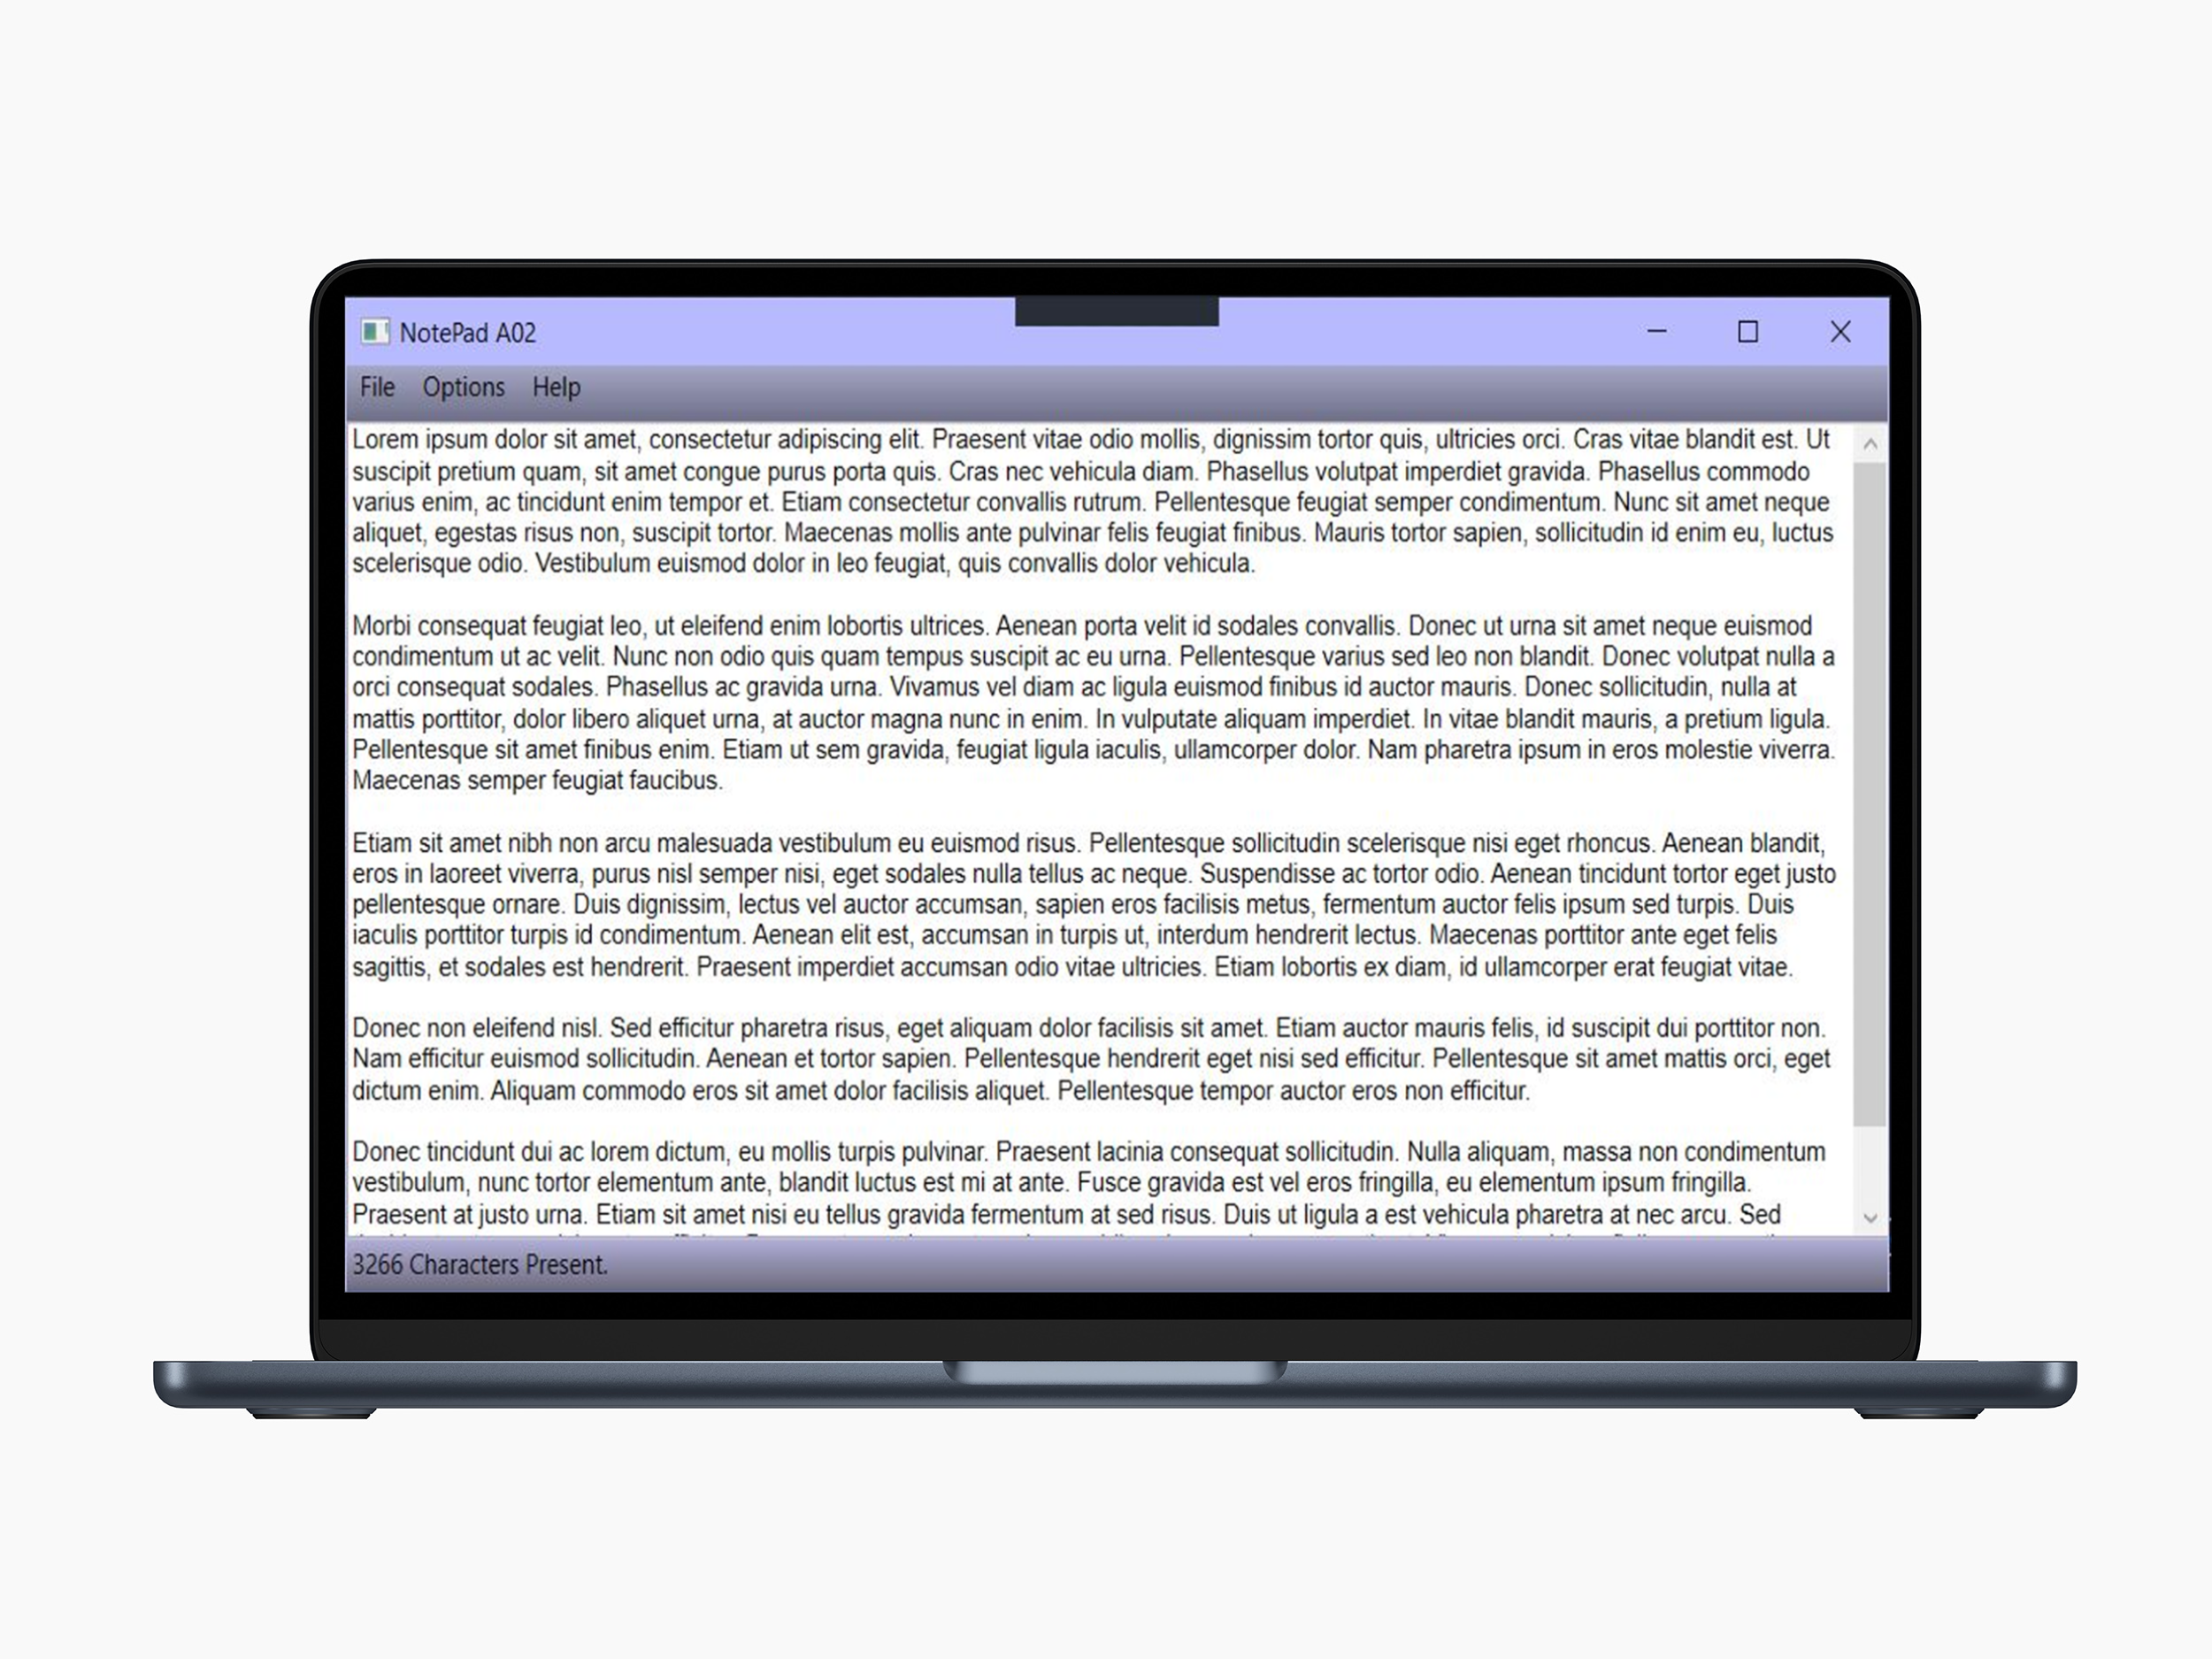 NotePad A02
File Options Help
Lorem ipsum dolor sit amet, consectetur adipiscing elit. Praesent vitae odio mollis, dignissim tortor quis, ultricies orci. Cras vitae blandit est. Ut
suscipit pretium quam, sit amet congue purus porta quis. Cras nec vehicula diam. Phasellus volutpat imperdiet gravida. Phasellus commodo
varius enim, ac tincidunt enim tempor et. Etiam consectetur convallis rutrum. Pellentesque feugiat semper condimentum. Nunc sit amet neque
aliquet, egestas risus non, suscipit tortor. Maecenas mollis ante pulvinar felis feugiat finibus. Mauris tortor sapien, sollicitudin id enim eu, luctus
scelerisque odio. Vestibulum euismod dolor in leo feugiat, quis convallis dolor vehicula.
Morbi consequat feugiat leo, ut eleifend enim lobortis ultrices. Aenean porta velit id sodales convallis. Donec ut urna sit amet neque euismod
condimentum ut ac velit. Nunc non odio quis quam tempus suscipit ac eu urna. Pellentesque varius sed leo non blandit. Donec volutpat nulla a
orci consequat sodales. Phasellus ac gravida urna. Vivamus vel diam ac ligula euismod finibus id auctor mauris. Donec sollicitudin, nulla at
mattis porttitor, dolor libero aliquet urna, at auctor magna nunc in enim. In vulputate aliquam imperdiet. In vitae blandit mauris, a pretium ligula.
Pellentesque sit amet finibus enim. Etiam ut sem gravida, feugiat ligula iaculis, ullamcorper dolor. Nam pharetra ipsum in eros molestie viverra.
Maecenas semper feugiat faucibus.
Etiam sit amet nibh non arcu malesuada vestibulum eu euismod risus. Pellentesque sollicitudin scelerisque nisi eget rhoncus. Aenean blandit,
eros in laoreet viverra, purus nisl semper nisi, eget sodales nulla tellus ac neque. Suspendisse ac tortor odio. Aenean tincidunt tortor eget justo
pellentesque ornare. Duis dignissim, lectus vel auctor accumsan, sapien eros facilisis metus, fermentum auctor felis ipsum sed turpis. Duis
iaculis porttitor turpis id condimentum. Aenean elit est, accumsan in turpis ut, interdum hendrerit lectus. Maecenas porttitor ante eget felis
sagittis, et sodales est hendrerit. Praesent imperdiet accumsan odio vitae ultricies. Etiam lobortis ex diam, id ullamcorper erat feugiat vitae.
Donec non eleifend nisl. Sed efficitur pharetra risus, eget aliquam dolor facilisis sit amet. Etiam auctor mauris felis, id suscipit dui porttitor non.
Nam efficitur euismod sollicitudin. Aenean et tortor sapien. Pellentesque hendrerit eget nisi sed efficitur. Pellentesque sit amet mattis orci, eget
dictum enim. Aliquam commodo eros sit amet dolor facilisis aliquet. Pellentesque tempor auctor eros non efficitur.
Donec tincidunt dui ac lorem dictum, eu mollis turpis pulvinar. Praesent lacinia consequat sollicitudin. Nulla aliquam, massa non condimentum
vestibulum, nunc tortor elementum ante, blandit luctus est mi at ante. Fusce gravida est vel eros fringilla, eu elementum ipsum fringilla.
Praesent at justo urna. Etiam sit amet nisi eu tellus gravida fermentum at sed risus. Duis ut ligula a est vehicula pharetra at nec arcu. Sed
3266 Characters Present.